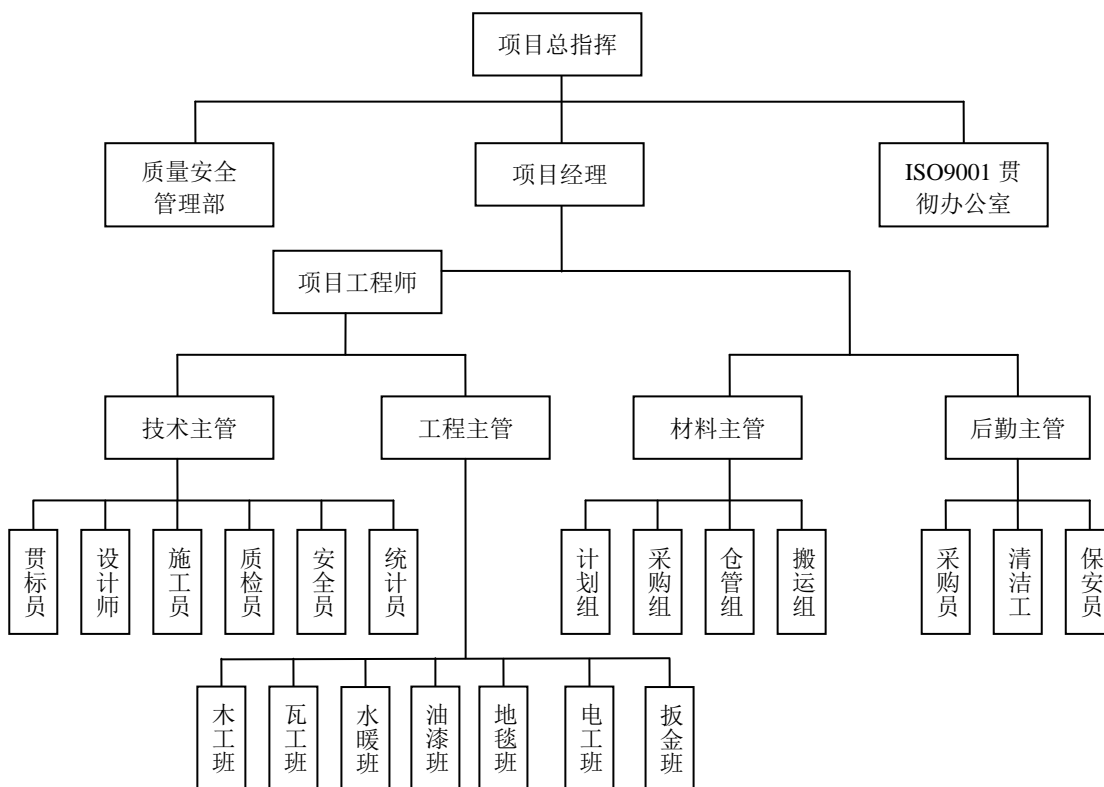 项目总指挥
质量安全
管理部
项目经理
ISO9001 贯
彻办公室
项目工程师
技术主管
工程主管
材料主管
后勤主管
贯标员
设计师
施工员
质检员
安全员
统计员
计划组
采购组
仓管组
搬运组
采购员
清洁工
保安员
木工班
瓦工班
水暖班
油漆班
地毯班
电工班
扳金班